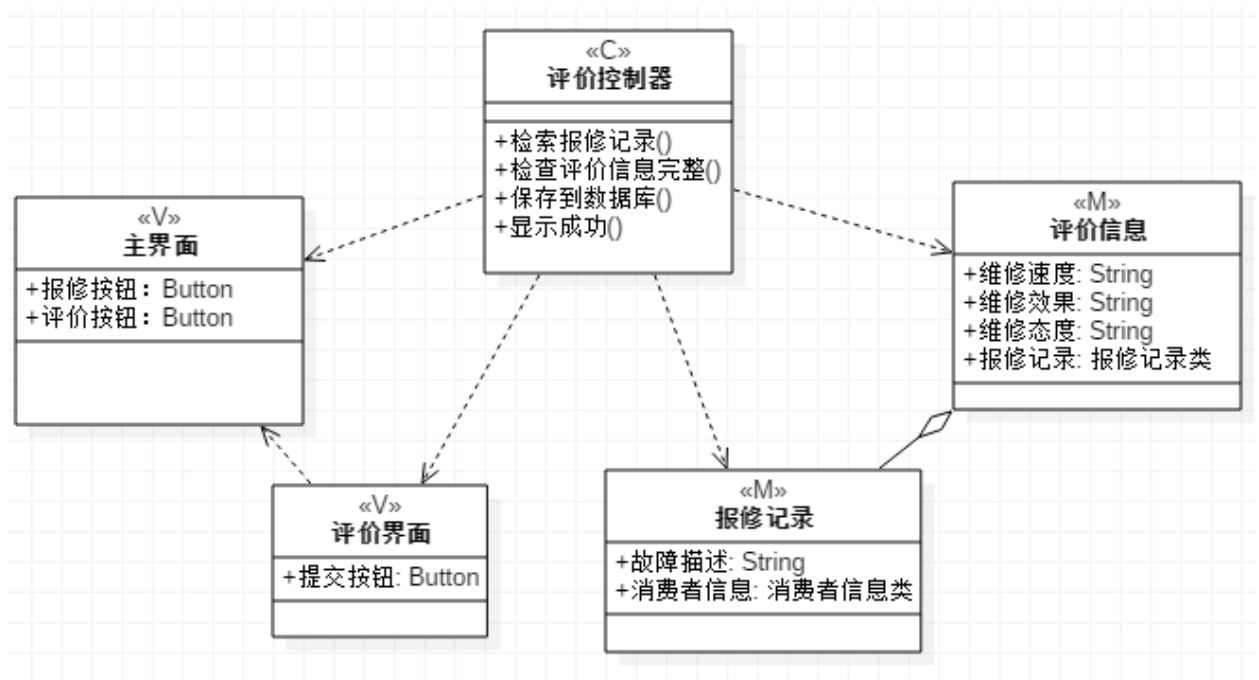 «C»
评价控制器
+检索报修记录()
+检查评价信息完整()
+保存到数据库()
+显示成功()
«V»
主界面
+报修按钮：Button
+评价按钮：Button
«M»
评价信息
+维修速度: String
+维修效果: String
+维修态度: String
+报修记录: 报修记录类
«V»
评价界面
+提交按钮: Button
«M»
报修记录
+故障描述: String
+消费者信息: 消费者信息类